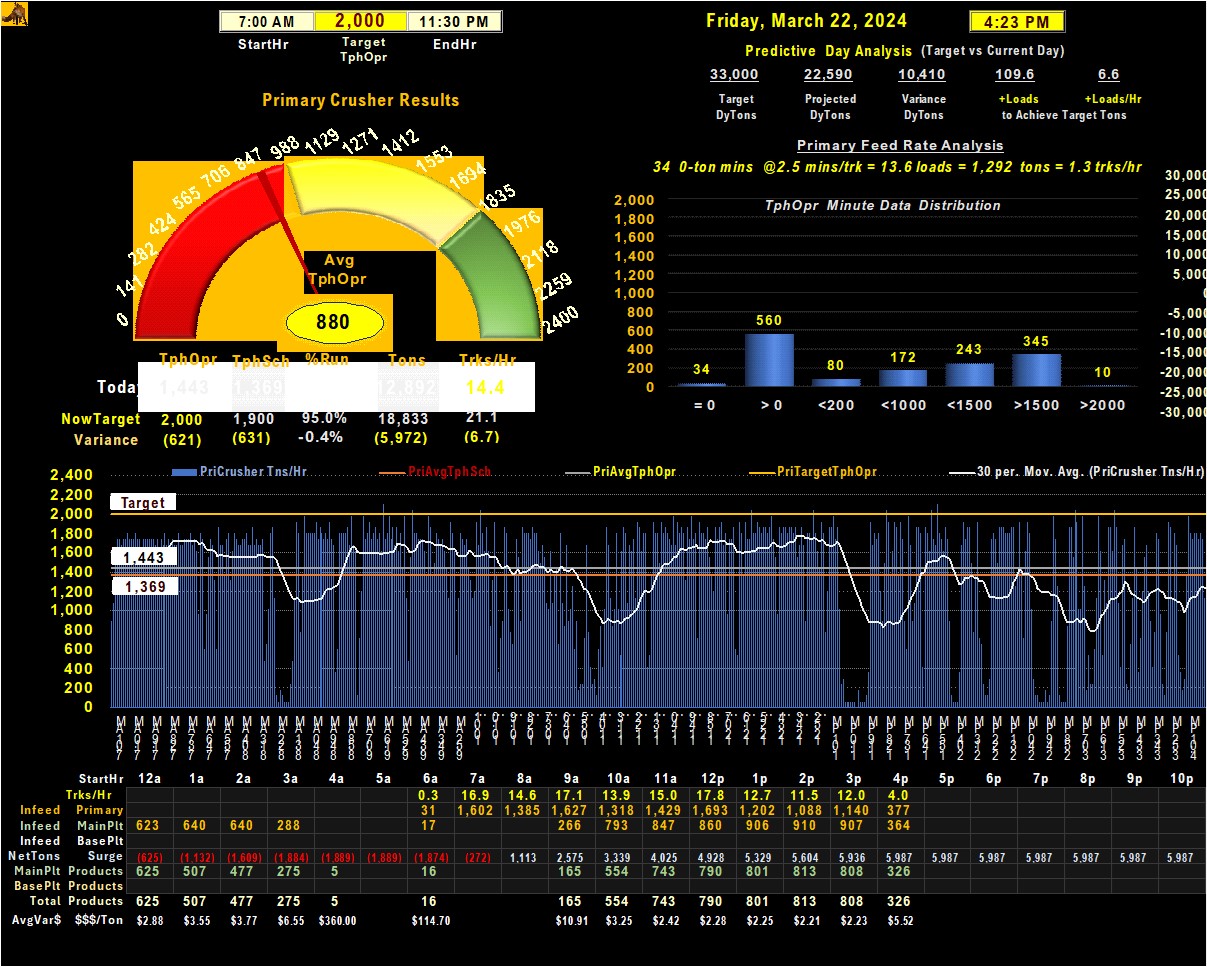 7:00 AM 2,000 11:30 PM
StartHr Target TphOpr EndHr
Friday, March 22, 2024 4:23 PM
Predictive Day Analysis (Target vs Current Day)
33,000 22,590 10,410 109.6 6.6
Target Projected Variance +Loads +Loads/Hr
DyTons DyTons DyTons to Achieve Target Tons
Primary Crusher Results
0 141 282 424 565 706 847 988 1129 1271 1412 1553 1694 1835 1976 2118 2259 2400
Avg
TphOpr
880
TphOpr TphSch %Run Tons Trks/Hr
Today 1,443 1,369 12,892 14.4
NowTarget 2,000 1,900 95.0% 18,833 21.1
Variance (621) (631) -0.4% (5,972) (6.7)
Primary Feed Rate Analysis
34 0-ton mins @2.5 mins/trk = 13.6 loads = 1,292 tons = 1.3 trks/hr
TphOpr Minute Data Distribution
2,000
1,800
1,600
1,400
1,200
1,000
800
600
400
200
0
34 560 80 172 243 345 10
= 0 > 0 <200 <1000 <1500 >1500 >2000
30,000
25,000
20,000
15,000
10,000
5,000
0
-5,000
-10,000
-15,000
-20,000
-25,000
-30,000
PriCrusher Tns/Hr PriAvgTphSch PriAvgTphOpr PriTargetTphOpr 30 per. Mov. Avg. (PriCrusher Tns/Hr)
2,400
2,200
2,000
1,800
1,600
1,400
1,200
1,000
800
600
400
200
0
Target
1,443
1,369
StartHr 12a 1a 2a 3a 4a 5a 6a 7a 8a 9a 10a 11a 12p 1p 2p 3p 4p 5p 6p 7p 8p 9p 10p
Trks/Hr 0.3 16.9 14.6 17.1 13.9 15.0 17.8 12.7 11.5 12.0 4.0
Infeed Primary 31 1,602 1,385 1,627 1,318 1,429 1,693 1,202 1,088 1,140 377
Infeed MainPlt 623 640 640 288 17 266 793 847 860 906 910 907 364
Infeed BasePlt
NetTons Surge (625) (1,132) (1,609) (1,884) (1,889) (1,889) (1,874) (272) 1,113 2,575 3,339 4,025 4,928 5,329 5,604 5,936 5,987 5,987 5,987 5,987 5,987 5,987 5,987
MainPlt Products 625 507 477 275 5 16 165 554 743 790 801 813 808 326
BasePlt Products
Total Products 625 507 477 275 5 16 165 554 743 790 801 813 808 326
AvgVar$ $$$/Ton $2.88 $3.55 $3.77 $6.55 $360.00 $114.70 $10.91 $3.25 $2.42 $2.28 $2.25 $2.21 $2.23 $5.52